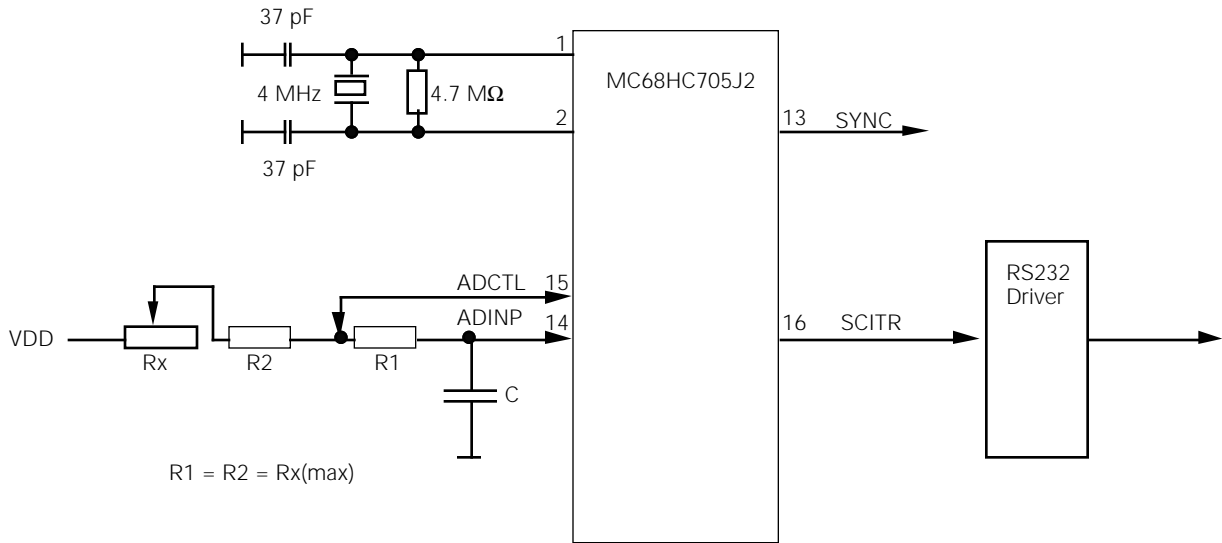 37 pF
1
MC68HC705J2
4 MHz
4.7 MΩ
2
13
SYNC
37 pF
RS232
Driver
ADCTL
15
ADINP
14
16
SCITR
VDD
Rx
R2
R1
C
R1 = R2 = Rx(max)